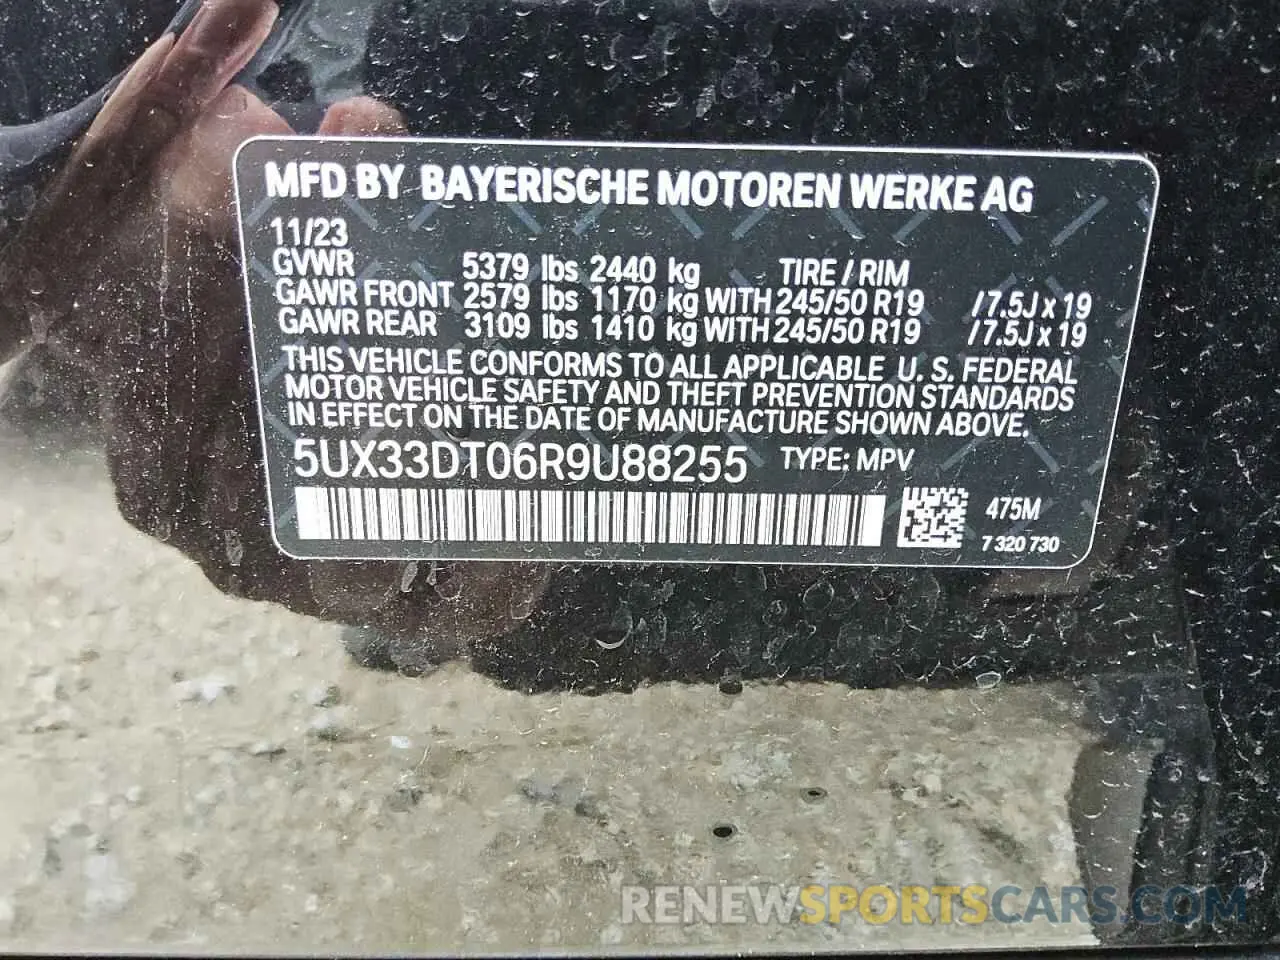 MFD BY BAYERISCHE MOTOREN WERKE AG
11/23
GVWR 5379 lbs 2440 kg TIRE / RIM
GAWR FRONT 2579 lbs 1170 kg WITH 245/50 R19 / 7.5J x 19
GAWR REAR 3109 lbs 1410 kg WITH 245/50 R19 / 7.5J x 19
THIS VEHICLE CONFORMS TO ALL APPLICABLE U. S. FEDERAL
MOTOR VEHICLE SAFETY AND THEFT PREVENTION STANDARDS
IN EFFECT ON THE DATE OF MANUFACTURE SHOWN ABOVE.
5UX33DT06R9U88255 TYPE: MPV
475M
7 320 730
RENEWSPORTSCARS.COM